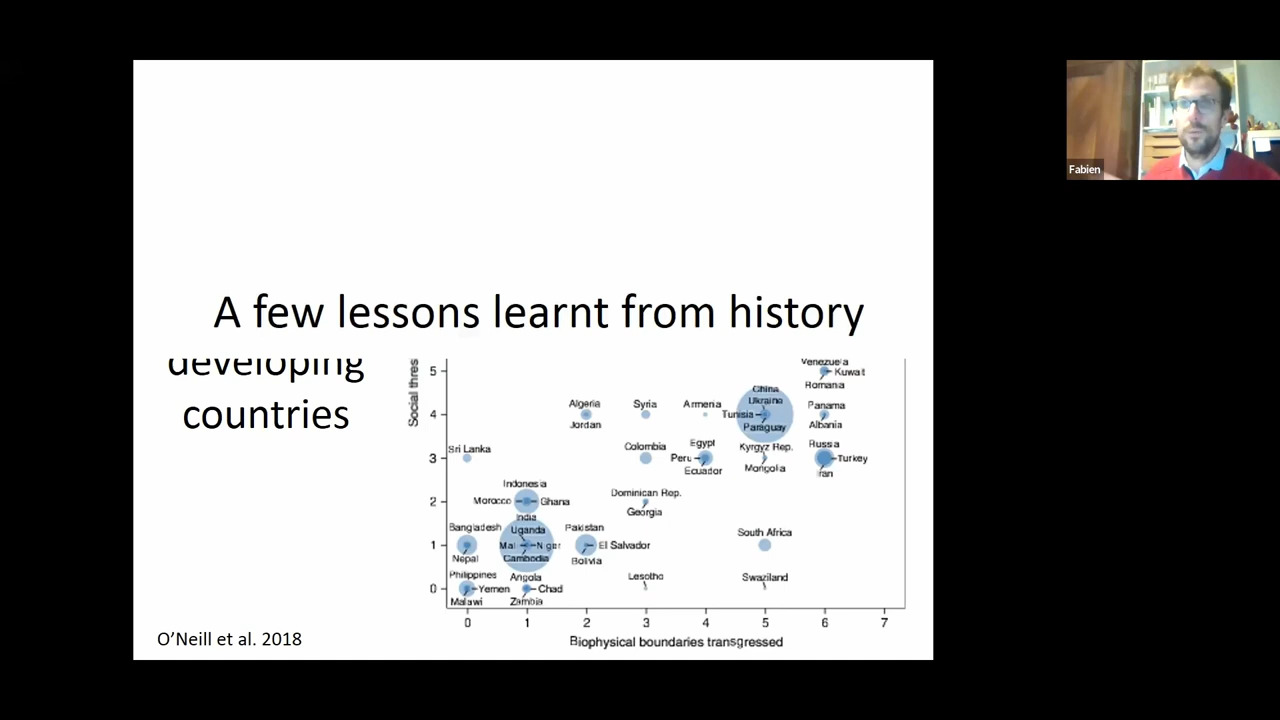 Fabien
A few lessons learnt from history
developing
countries
Social thres
5
4
3
2
1
0
Venezuela
Kuwait
Romania
China
Ukraine
Tunisia
Paraguay
Panama
Albania
Algeria
Jordan
Syria
Armenia
Sri Lanka
Colombia
Egypt
Peru
Ecuador
Kyrgyz Rep.
Mongolia
Russia
Turkey
Iran
Indonesia
Morocco
Ghana
Dominican Rep.
Georgia
India
Bangladesh
Nepal
Uganda
Niger
Cambodia
Pakistan
El Salvador
Bolivia
South Africa
Philippines
Yemen
Malawi
Angola
Chad
Zambia
Lesotho
Swaziland
0 1 2 3 4 5 6 7
Biophysical boundaries transgressed
O'Neill et al. 2018